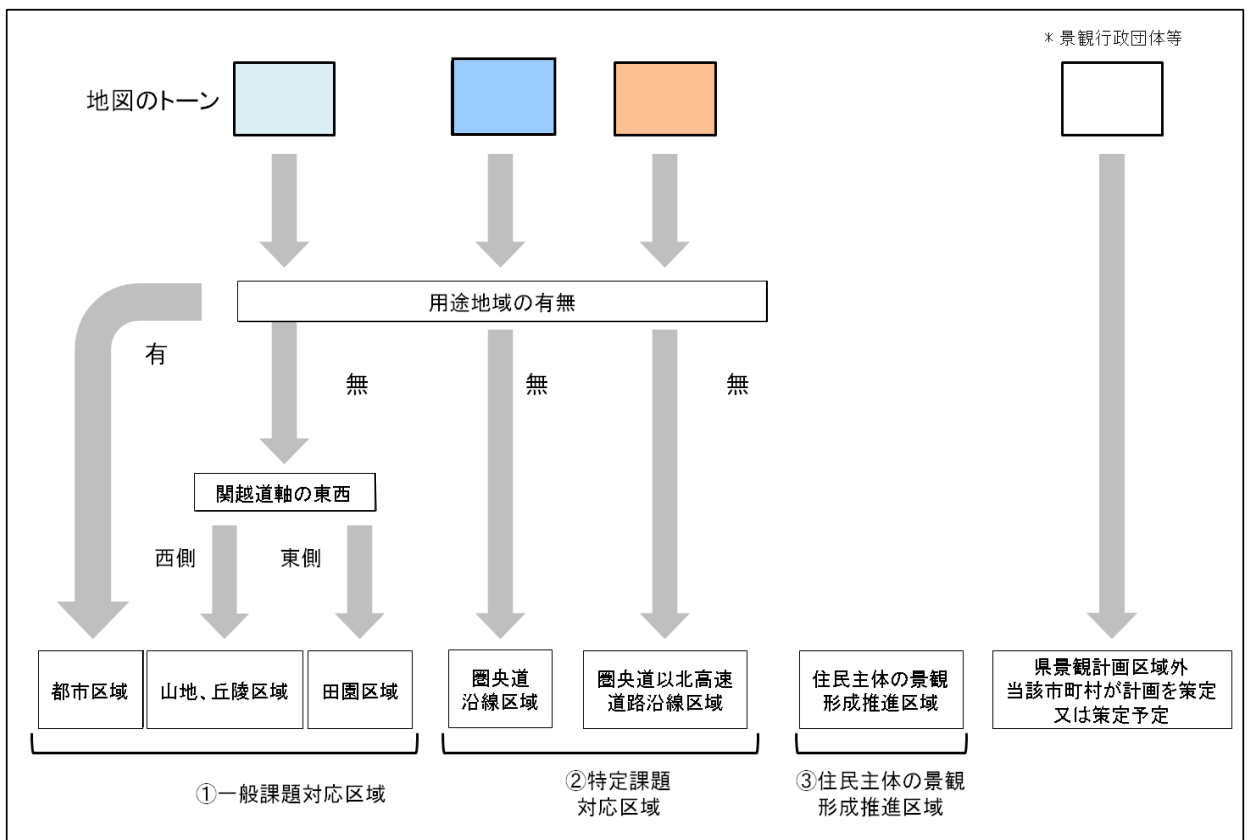 ＊景観行政団体等
地図のトーン
用途地域の有無
有
無
無
無
関越道軸の東西
西側
東側
都市区域
山地、丘陵区域
田園区域
圏央道
沿線区域
圏央道以北高速
道路沿線区域
住民主体の景観
形成推進区域
県景観計画区域外
当該市町村が計画を策定
又は策定予定
①一般課題対応区域
②特定課題
対応区域
③住民主体の景観
形成推進区域